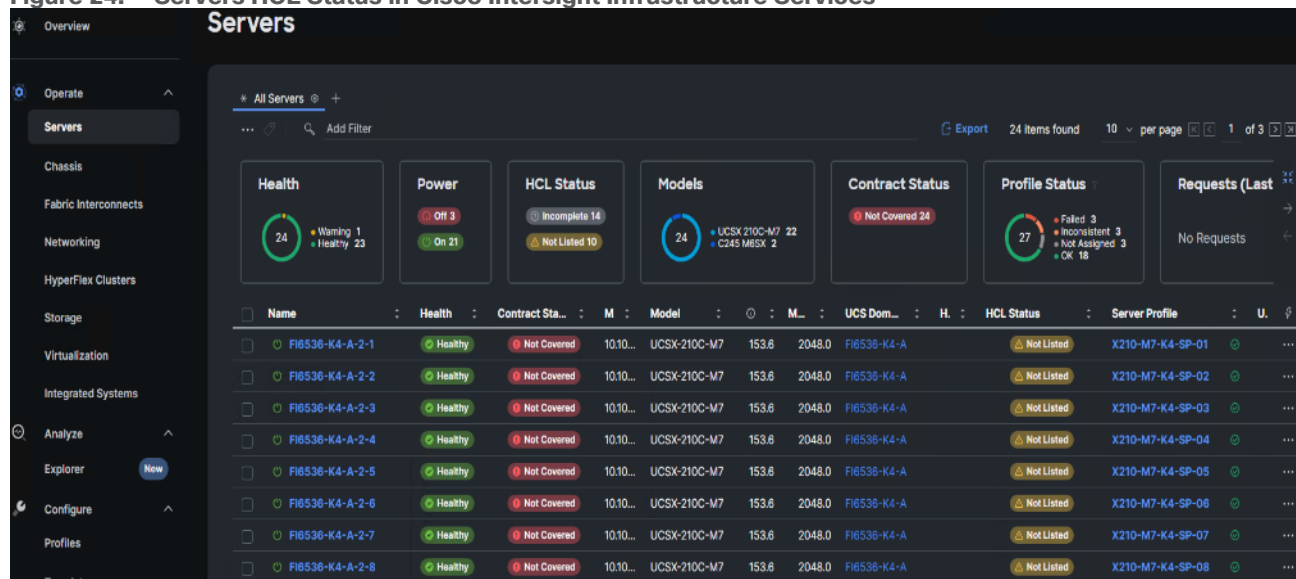 Figure 24. Servers HCL Status in Cisco Intersight Infrastructure Services
Overview
Servers
Operate
Servers
Chassis
Fabric Interconnects
Networking
HyperFlex Clusters
Storage
Virtualization
Integrated Systems
Analyze
Explorer New
Configure
Profiles
All Servers
Add Filter
Export 24 items found 10 per page 1 of 3
Health
24
Warning 1
Healthy 23
Power
Off 3
On 21
HCL Status
Incomplete 14
Not Listed 10
Models
24
UCSX 210C-M7 22
C245 M6SX 2
Contract Status
Not Covered 24
Profile Status
27
Failed 3
Inconsistent 3
Not Assigned 3
OK 18
Requests (Last
No Requests
Name Health Contract Sta... M Model M... UCS Dom... H. HCL Status Server Profile U.
FI6536-K4-A-2-1 Healthy Not Covered 10.10... UCSX-210C-M7 153.6 2048.0 FI6536-K4-A Not Listed X210-M7-K4-SP-01 ...
FI6536-K4-A-2-2 Healthy Not Covered 10.10... UCSX-210C-M7 153.6 2048.0 FI6536-K4-A Not Listed X210-M7-K4-SP-02 ...
FI6536-K4-A-2-3 Healthy Not Covered 10.10... UCSX-210C-M7 153.6 2048.0 FI6536-K4-A Not Listed X210-M7-K4-SP-03 ...
FI6536-K4-A-2-4 Healthy Not Covered 10.10... UCSX-210C-M7 153.6 2048.0 FI6536-K4-A Not Listed X210-M7-K4-SP-04 ...
FI6536-K4-A-2-5 Healthy Not Covered 10.10... UCSX-210C-M7 153.6 2048.0 FI6536-K4-A Not Listed X210-M7-K4-SP-05 ...
FI6536-K4-A-2-6 Healthy Not Covered 10.10... UCSX-210C-M7 153.6 2048.0 FI6536-K4-A Not Listed X210-M7-K4-SP-06 ...
FI6536-K4-A-2-7 Healthy Not Covered 10.10... UCSX-210C-M7 153.6 2048.0 FI6536-K4-A Not Listed X210-M7-K4-SP-07 ...
FI6536-K4-A-2-8 Healthy Not Covered 10.10... UCSX-210C-M7 153.6 2048.0 FI6536-K4-A Not Listed X210-M7-K4-SP-08 ...